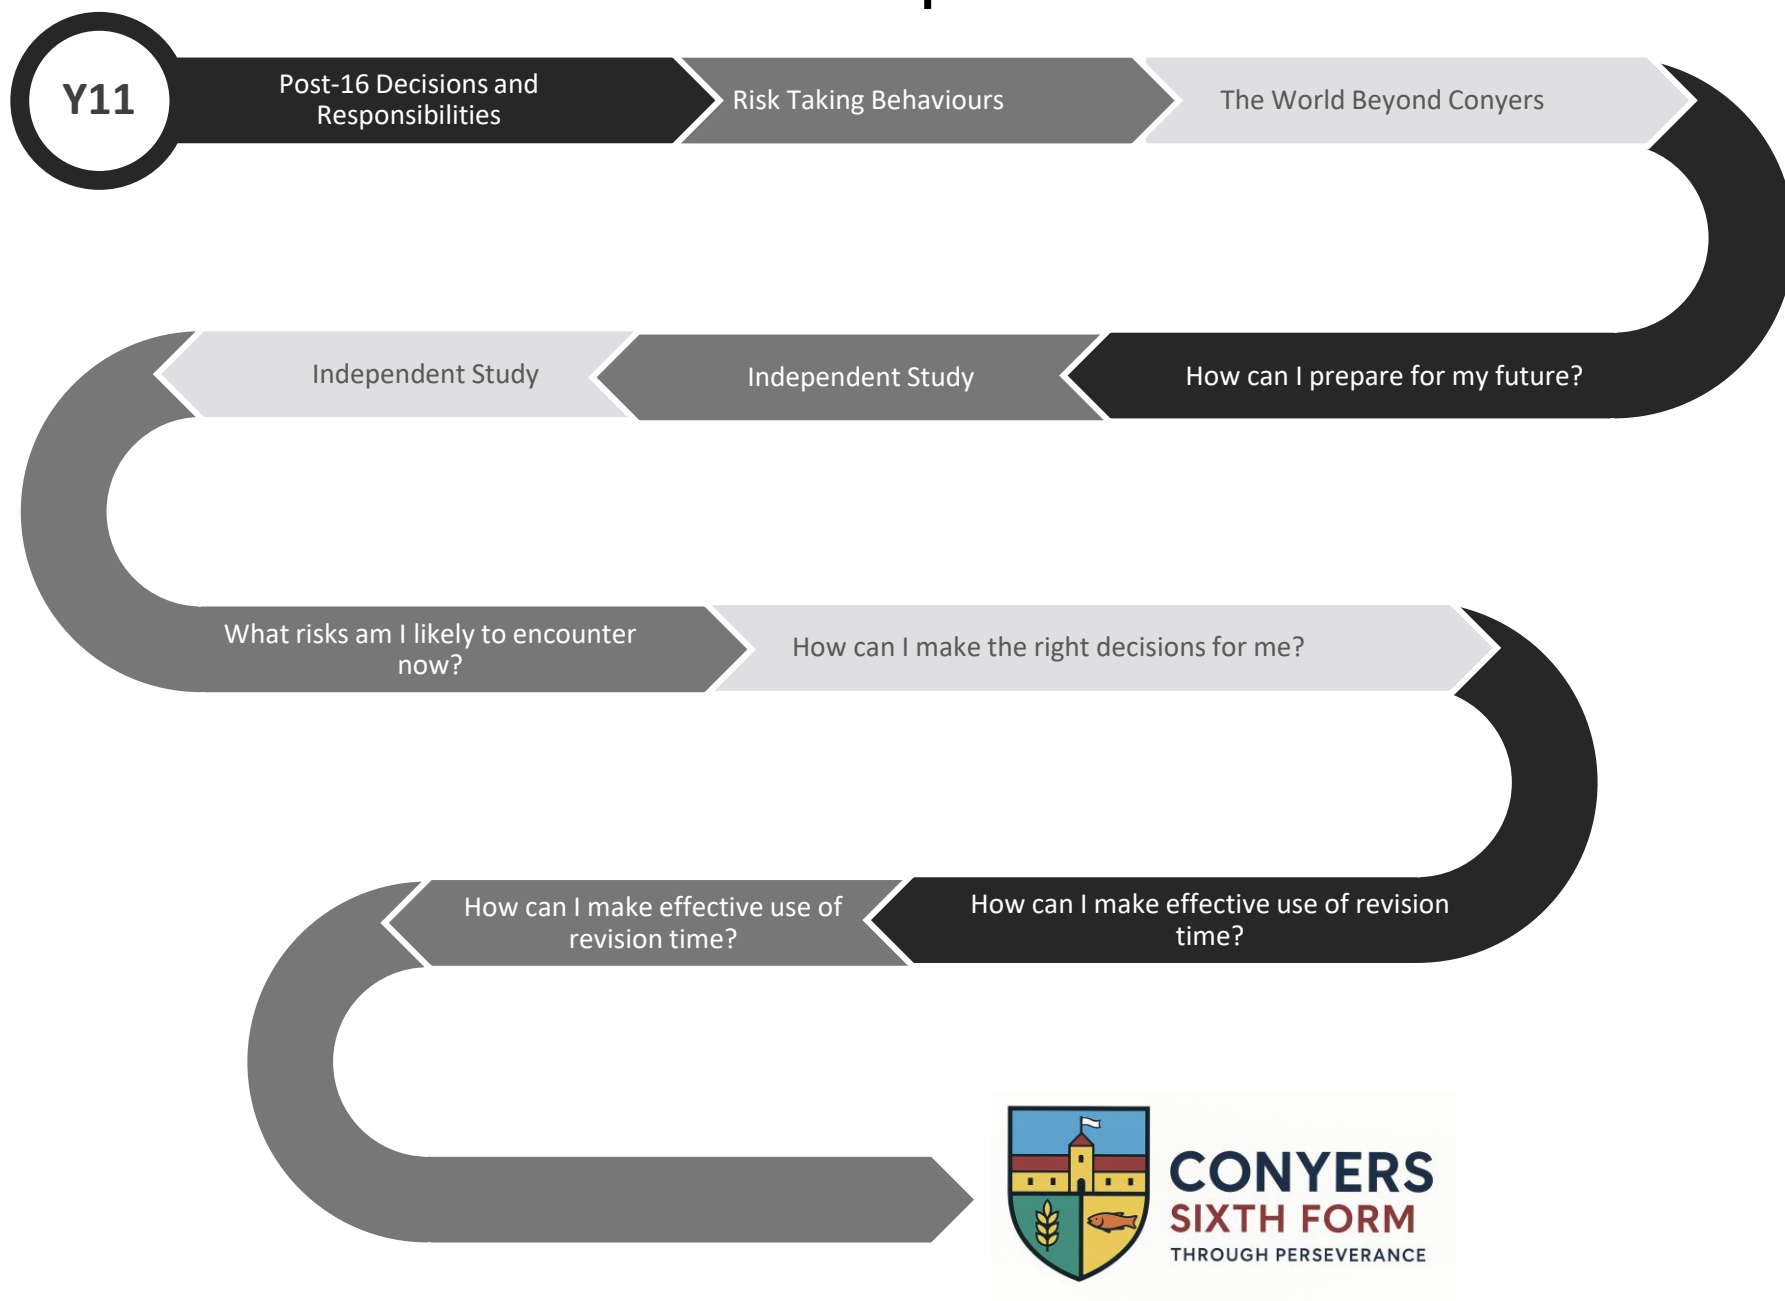 Y11
Post-16 Decisions and
Responsibilities
Risk Taking Behaviours
The World Beyond Conyers
How can I prepare for my future?
Independent Study
Independent Study
What risks am I likely to encounter
now?
How can I make the right decisions for me?
How can I make effective use of revision
time?
How can I make effective use of
revision time?
CONYERS
SIXTH FORM
THROUGH PERSEVERANCE